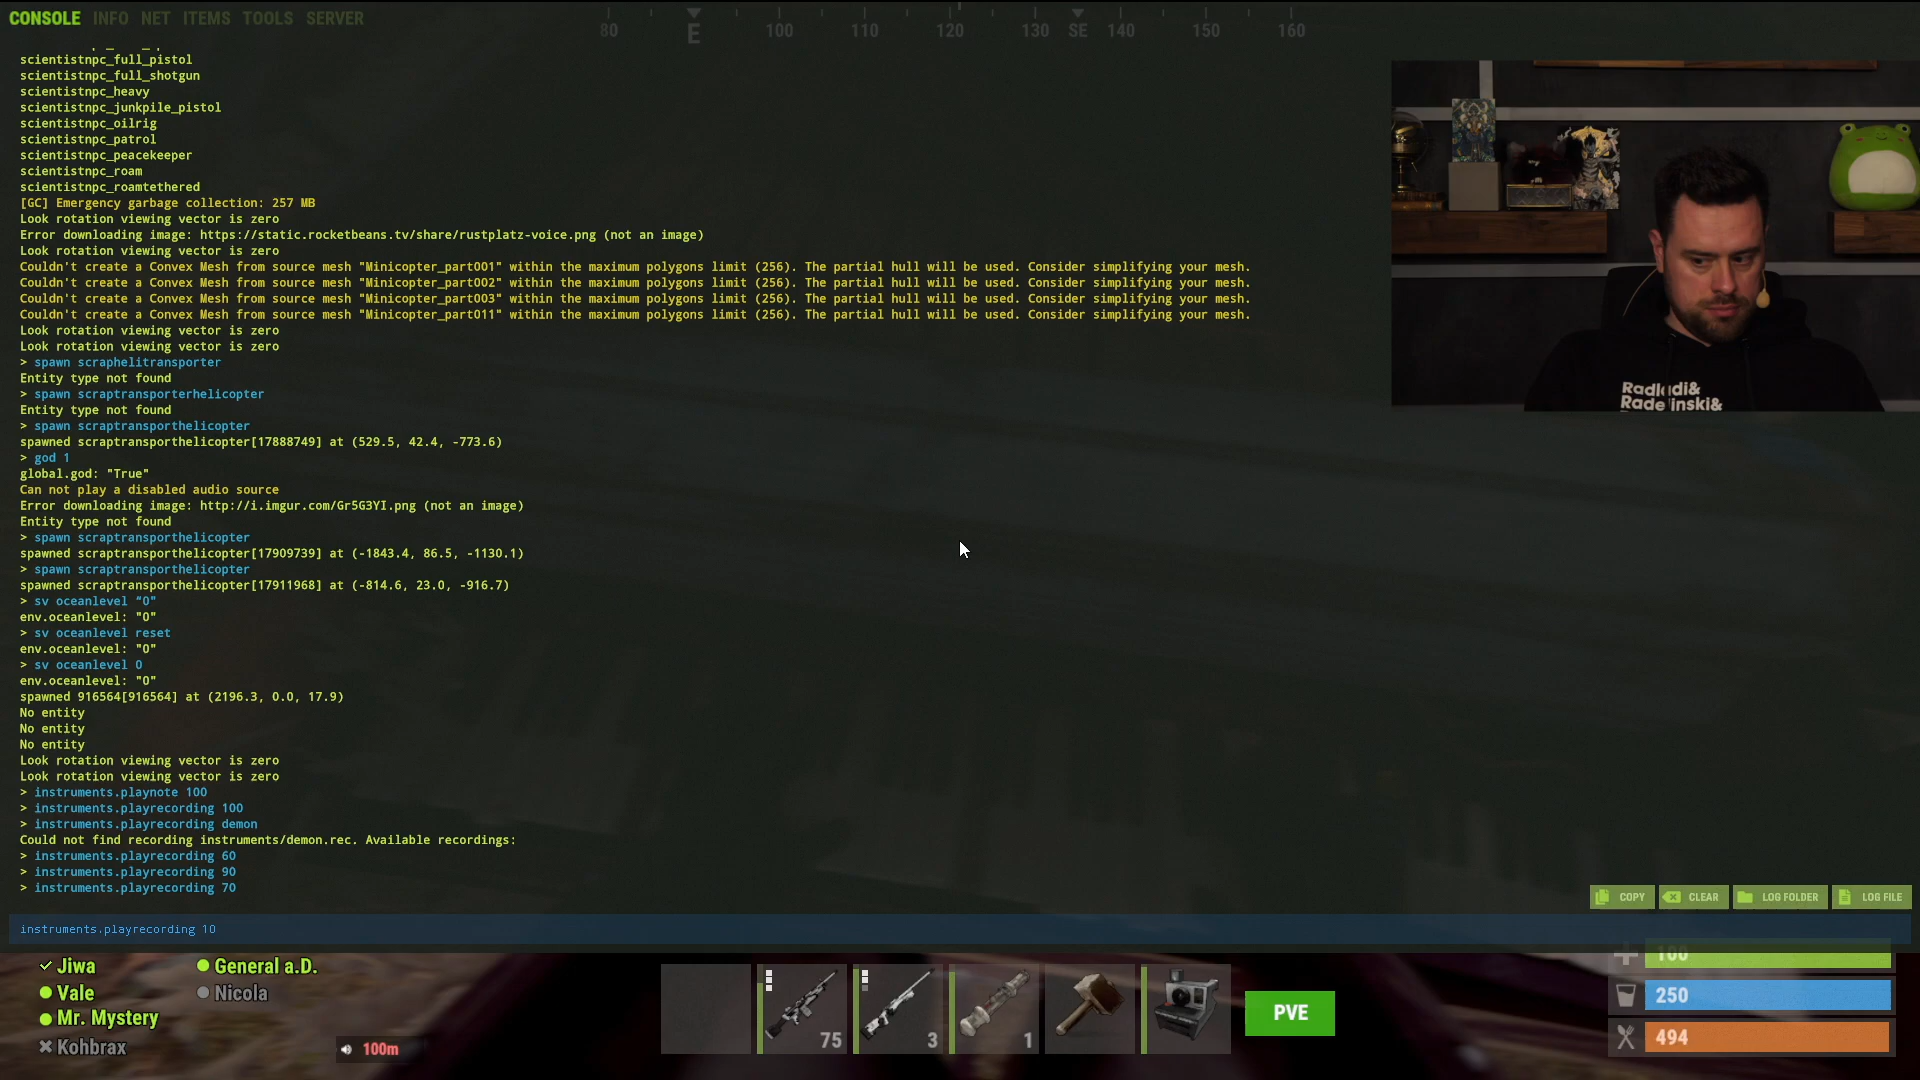 CONSOLE INFO NET ITEMS TOOLS SERVER
80 E 100 110 120 130 SE 140 150 160
scientistnpc_full_pistol
scientistnpc_full_shotgun
scientistnpc_heavy
scientistnpc_junkpile_pistol
scientistnpc_oilrig
scientistnpc_patrol
scientistnpc_peacekeeper
scientistnpc_roam
scientistnpc_roamtethered
[GC] Emergency garbage collection: 257 MB
Look rotation viewing vector is zero
Error downloading image: https://static.rocketbeans.tv/share/rustplatz-voice.png (not an image)
Look rotation viewing vector is zero
Couldn't create a Convex Mesh from source mesh "Minicopter_part001" within the maximum polygons limit (256). The partial hull will be used. Consider simplifying your mesh.
Couldn't create a Convex Mesh from source mesh "Minicopter_part002" within the maximum polygons limit (256). The partial hull will be used. Consider simplifying your mesh.
Couldn't create a Convex Mesh from source mesh "Minicopter_part003" within the maximum polygons limit (256). The partial hull will be used. Consider simplifying your mesh.
Couldn't create a Convex Mesh from source mesh "Minicopter_part011" within the maximum polygons limit (256). The partial hull will be used. Consider simplifying your mesh.
Look rotation viewing vector is zero
Look rotation viewing vector is zero
> spawn scraphelitransporter
Entity type not found
> spawn scraptransporterhelicopter
Entity type not found
> spawn scraptransporthelicopter
spawned scraptransporthelicopter[17888749] at (529.5, 42.4, -773.6)
> god 1
global.god: "True"
Can not play a disabled audio source
Error downloading image: http://i.imgur.com/Gr5G3YI.png (not an image)
Entity type not found
> spawn scraptransporthelicopter
spawned scraptransporthelicopter[17909739] at (-1843.4, 86.5, -1130.1)
> spawn scraptransporthelicopter
spawned scraptransporthelicopter[17911968] at (-814.6, 23.0, -916.7)
> sv oceanlevel "0"
env.oceanlevel: "0"
> sv oceanlevel reset
env.oceanlevel: "0"
> sv oceanlevel 0
env.oceanlevel: "0"
spawned 916564[916564] at (2196.3, 0.0, 17.9)
No entity
No entity
No entity
Look rotation viewing vector is zero
Look rotation viewing vector is zero
> instruments.playnote 100
> instruments.playrecording 100
> instruments.playrecording demon
Could not find recording instruments/demon.rec. Available recordings:
> instruments.playrecording 60
> instruments.playrecording 90
> instruments.playrecording 70
COPY CLEAR LOG FOLDER LOG FILE
instruments.playrecording 10
Radladi&
Jiwa General a.D.
Vale Nicola
Mr. Mystery
Kohbrax
100m
75 3 1
PVE
100
250
494